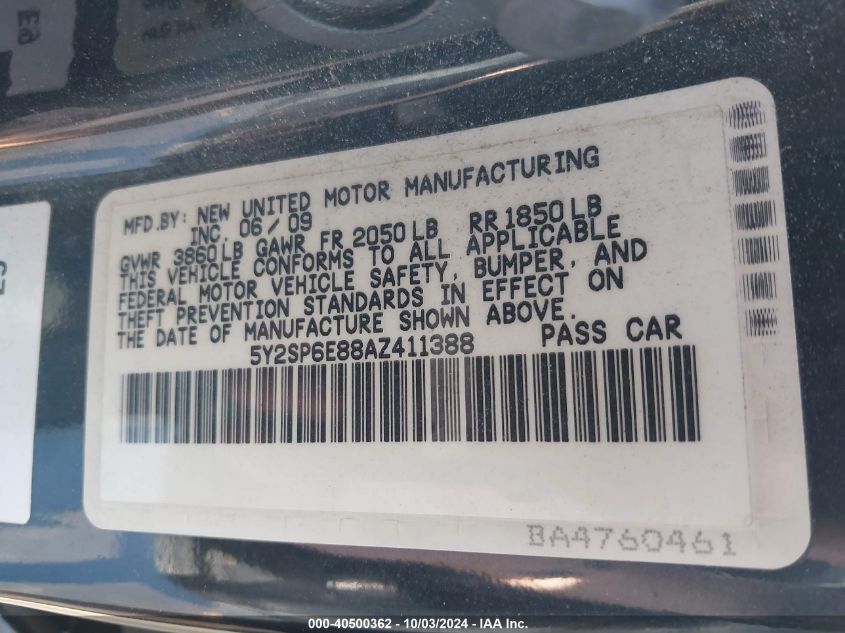 MFD.BY: NEW UNITED MOTOR MANUFACTURING
INC 06/09
GVWR 3860LB GAWR FR 2050LB RR 1850LB
THIS VEHICLE CONFORMS TO ALL APPLICABLE
FEDERAL MOTOR VEHICLE SAFETY, BUMPER, AND
THEFT PREVENTION STANDARDS IN EFFECT ON
THE DATE OF MANUFACTURE SHOWN ABOVE.
5Y2SP6E88AZ411388 PASS CAR
BA4760461
000-40500362 - 10/03/2024 - IAA Inc.